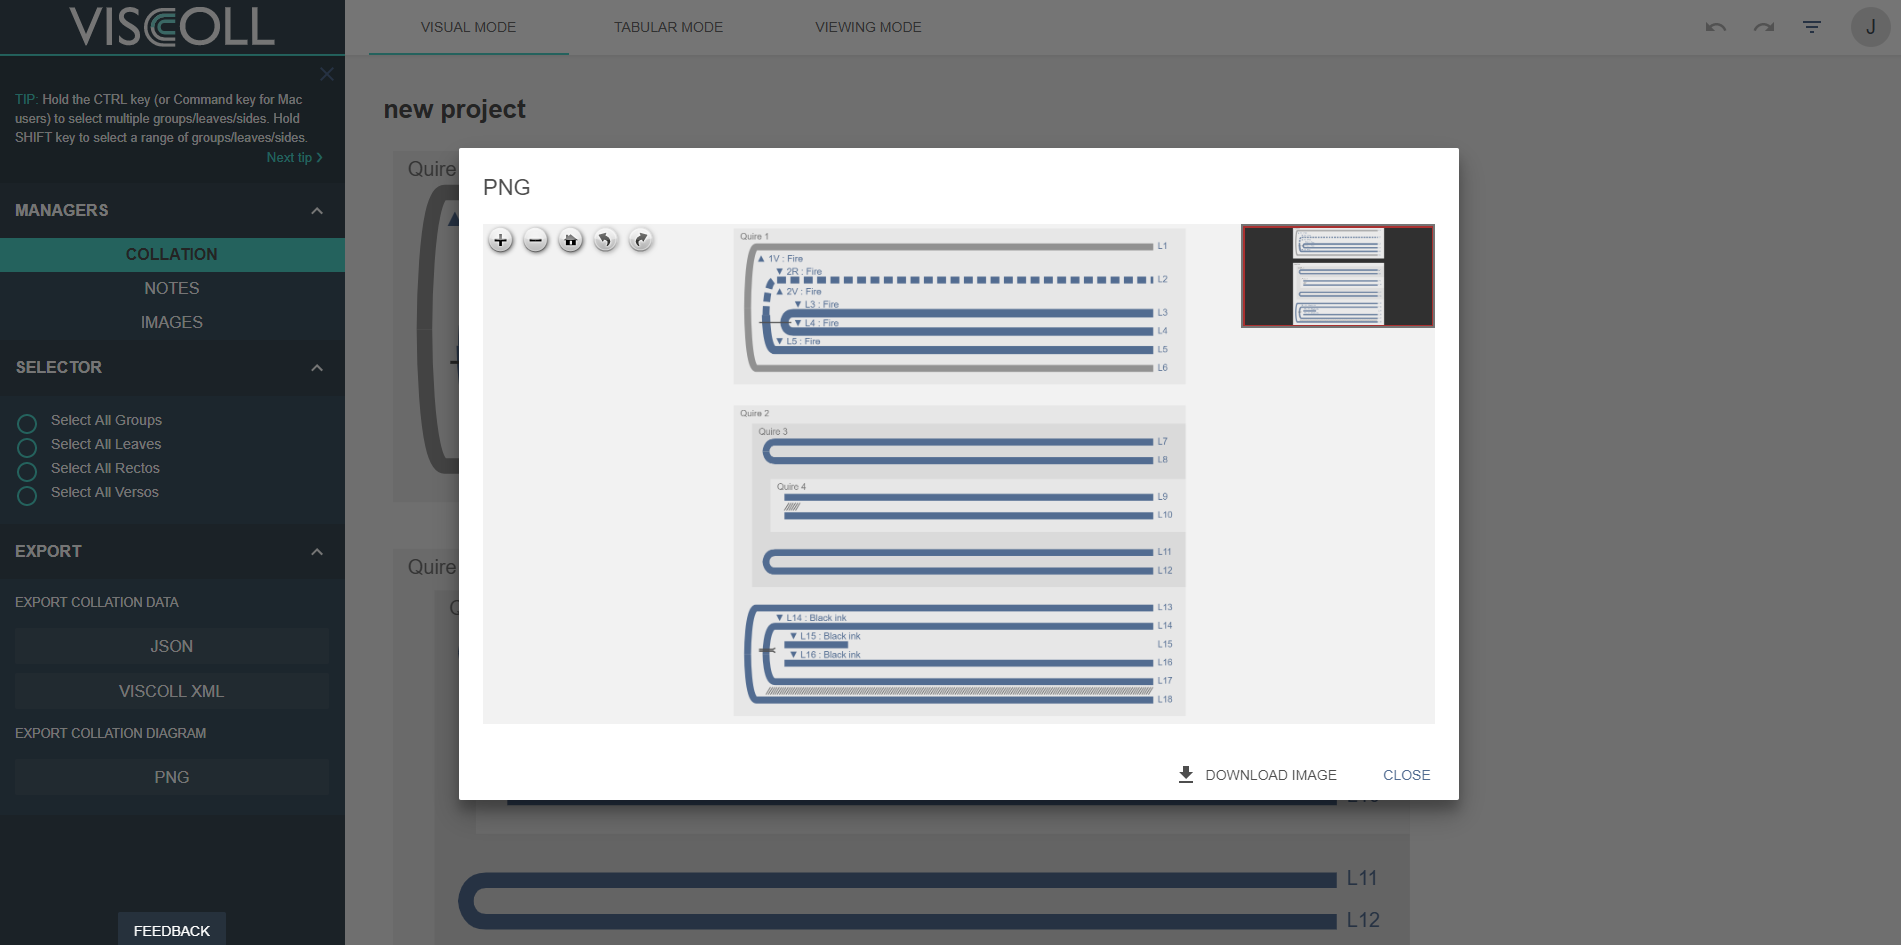 VISCOLL
VISUAL MODE
TABULAR MODE
VIEWING MODE
J
TIP: Hold the CTRL key (or Command key for Mac
users) to select multiple groups/leaves/sides. Hold
SHIFT key to select a range of groups/leaves/sides.
Next tip
MANAGERS
COLLATION
NOTES
IMAGES
SELECTOR
Select All Groups
Select All Leaves
Select All Rectos
Select All Versos
EXPORT
EXPORT COLLATION DATA
JSON
VISCOLL XML
EXPORT COLLATION DIAGRAM
PNG
FEEDBACK
new project
Quire
Quire
PNG
Quire 1
L1
▲ 1V : Fire
▼ 2R : Fire
L2
▲ 2V : Fire
▼ L3 : Fire
L3
▼ L4 : Fire
L4
▼ L5 : Fire
L5
L6
Quire 2
Quire 3
L7
L8
Quire 4
L9
L10
L11
L12
L13
▼ L14 : Black ink
L14
▼ L15 : Black ink
L15
▼ L16 : Black ink
L16
L17
L18
DOWNLOAD IMAGE
CLOSE
L11
L12